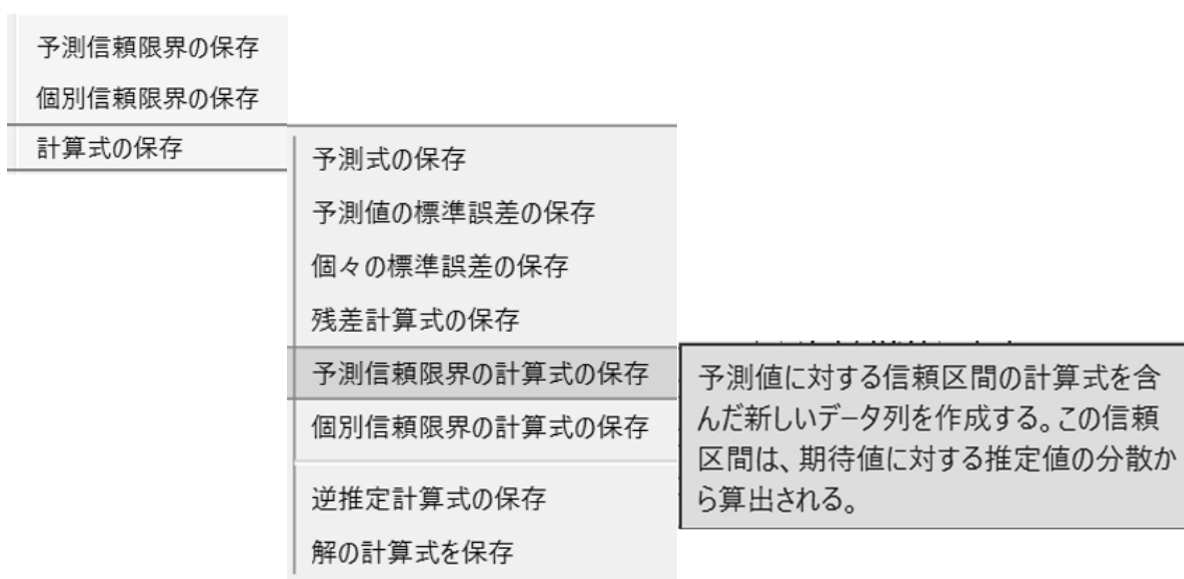 予測信頼限界の保存
個別信頼限界の保存
計算式の保存
予測式の保存
予測値の標準誤差の保存
個々の標準誤差の保存
残差計算式の保存
予測信頼限界の計算式の保存
個別信頼限界の計算式の保存
逆推定計算式の保存
解の計算式を保存
予測値に対する信頼区間の計算式を含
んだ新しいデータ列を作成する。この信頼
区間は、期待値に対する推定値の分散か
ら算出される。